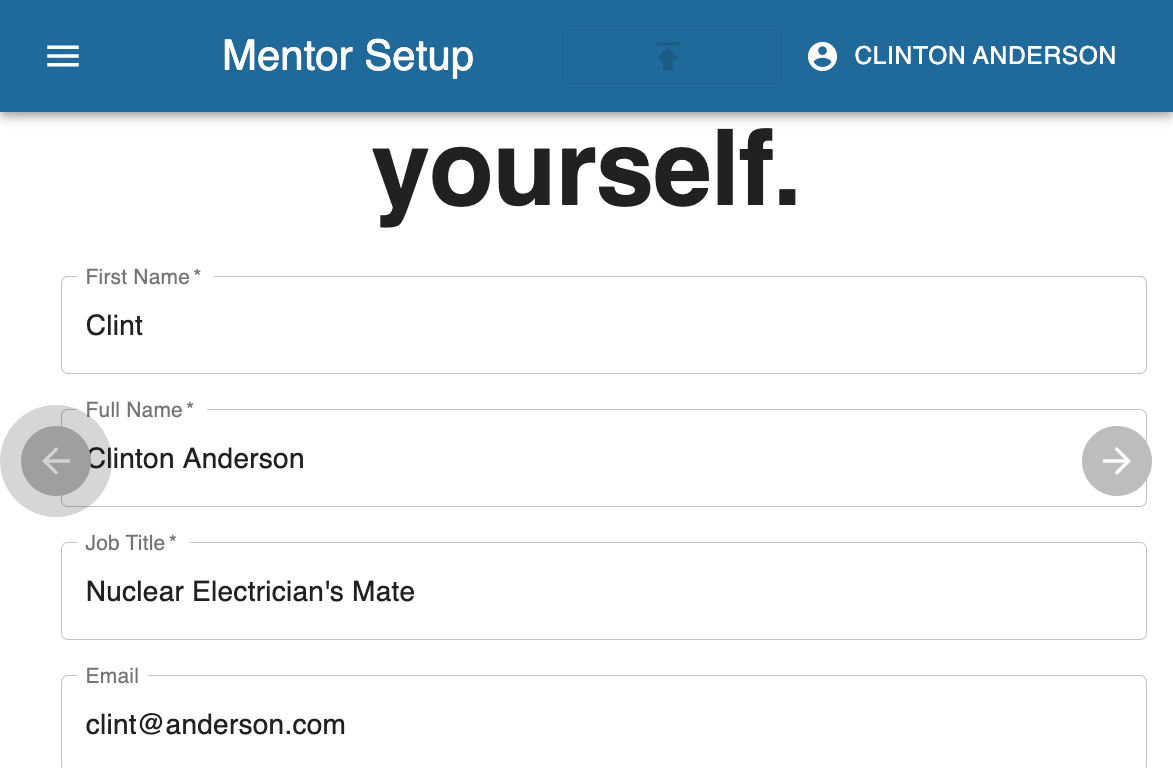 Mentor Setup
CLINTON ANDERSON
yourself.
First Name *
Clint
Full Name *
Clinton Anderson
Job Title *
Nuclear Electrician's Mate
Email
clint@anderson.com